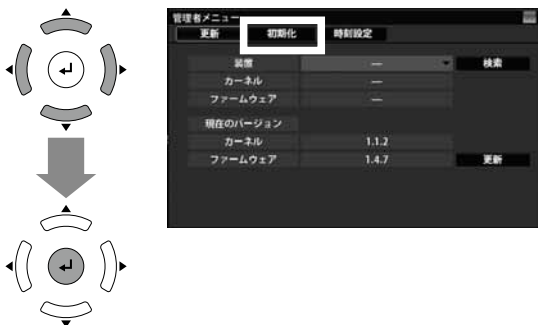 管理者メニュー
更新 初期化 時刻設定
装置 — 検索
カーネル —
ファームウェア —
現在のバージョン
カーネル 1.1.2
ファームウェア 1.4.7 更新